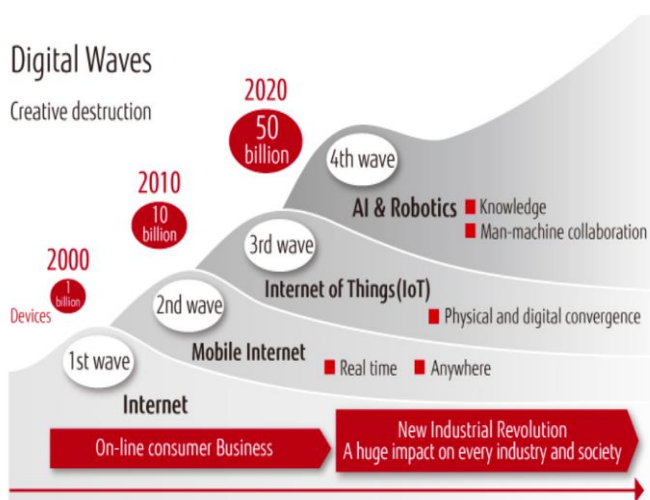 Digital Waves
Creative destruction
2020
50
billion
4th wave
2010
10
billion
AI & Robotics
Knowledge
Man-machine collaboration
3rd wave
2000
1
billion
Devices
Internet of Things(IoT)
Physical and digital convergence
2nd wave
Mobile Internet
Real time
Anywhere
1st wave
Internet
On-line consumer Business
New Industrial Revolution
A huge impact on every industry and society